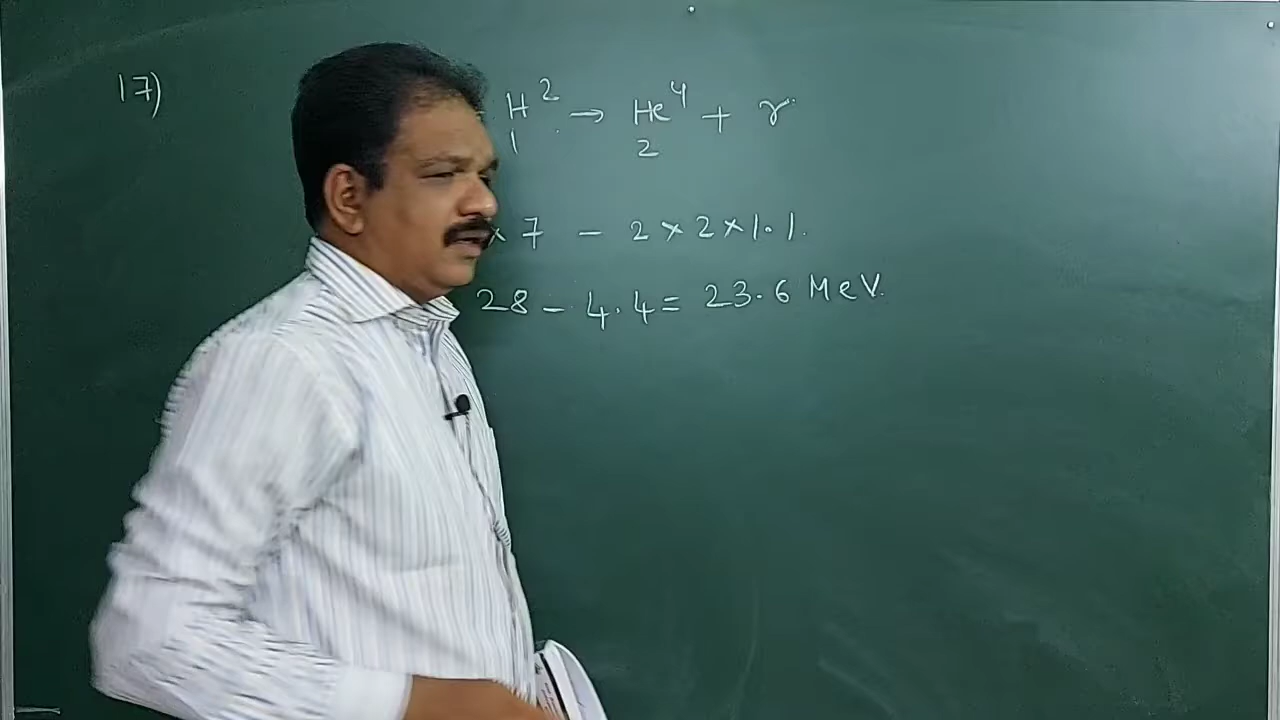 17) H 2 → He 4 + γ
1 2
× 7 - 2 × 2 × 1.1
28 - 4.4 = 23.6 MeV